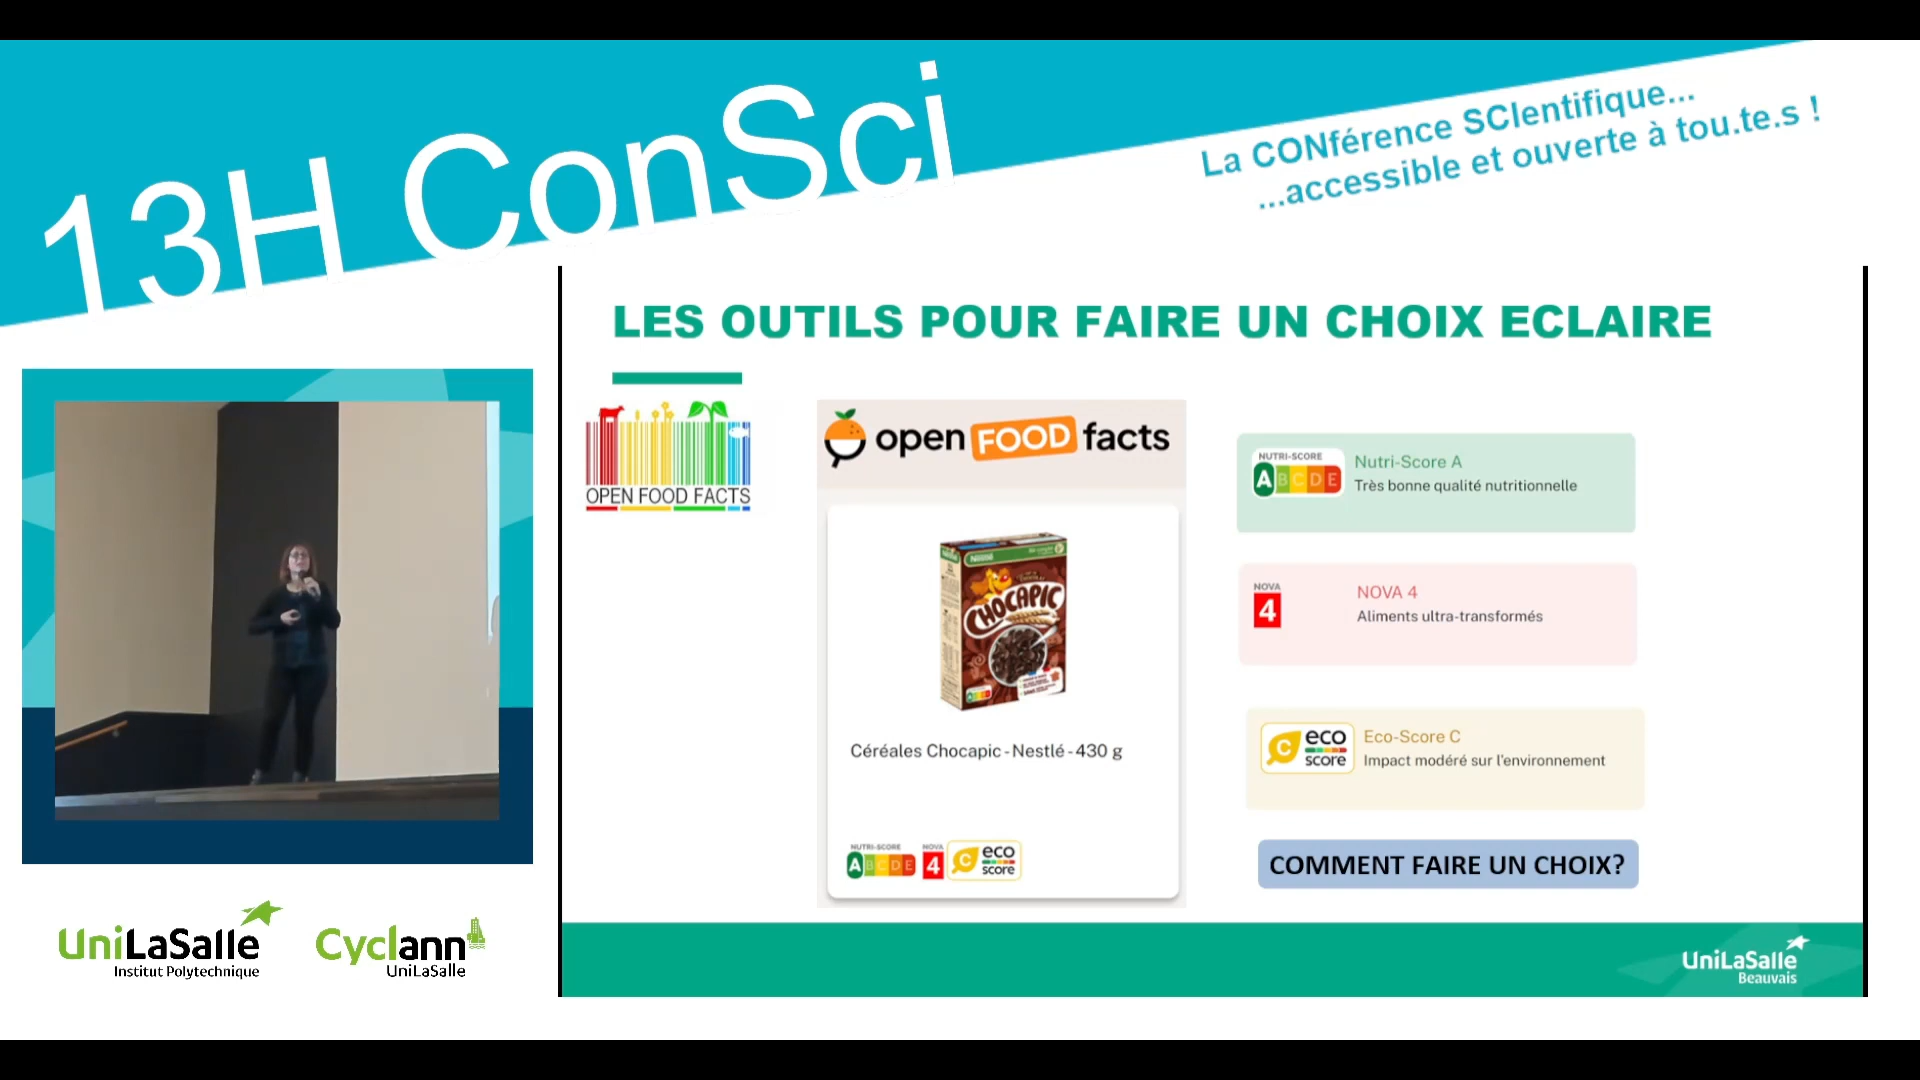 13H ConSci
La CONférence SCIentifique...
...accessible et ouverte à tou.te.s !
LES OUTILS POUR FAIRE UN CHOIX ECLAIRE
OPEN FOOD FACTS
open FOOD facts
Nestlé
CHOCAPIC
Céréales Chocapic - Nestlé - 430 g
NUTRI-SCORE
A B C D E
NOVA
4
C
eco
score
NUTRI-SCORE
A B C D E
Nutri-Score A
Très bonne qualité nutritionnelle
NOVA
4
NOVA 4
Aliments ultra-transformés
C
eco
score
Eco-Score C
Impact modéré sur l'environnement
COMMENT FAIRE UN CHOIX?
UniLaSalle
Institut Polytechnique
Cyclann
UniLaSalle
UniLaSalle
Beauvais